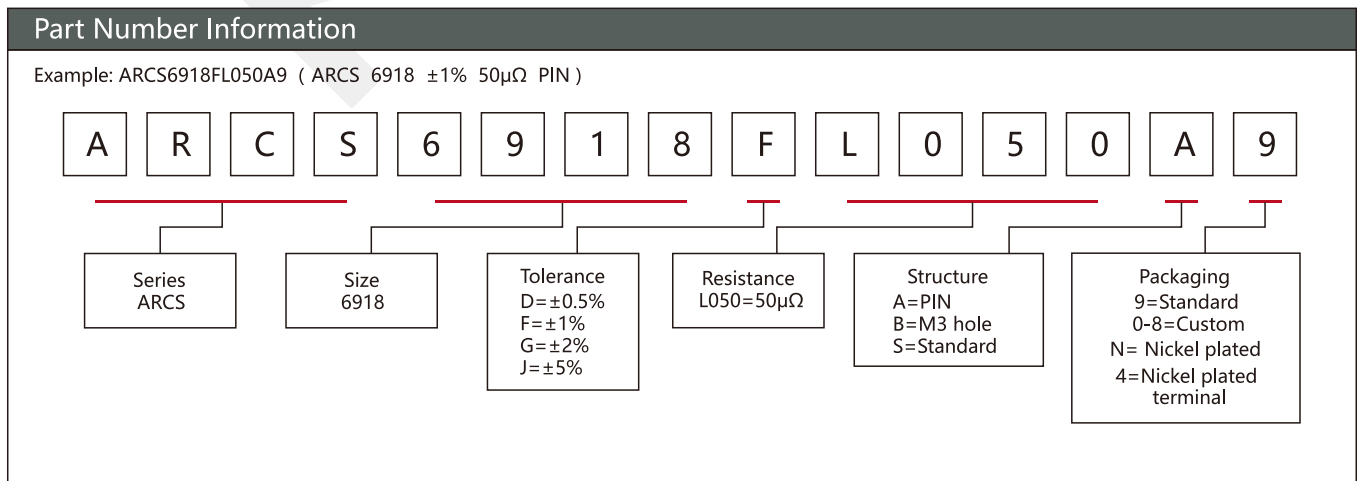 Part Number Information
Example: ARCS6918FL050A9 ( ARCS 6918 ±1% 50μΩ PIN )
A R C S 6 9 1 8 F L 0 5 0 A 9
Series
ARCS
Size
6918
Tolerance
D=±0.5%
F=±1%
G=±2%
J=±5%
Resistance
L050=50μΩ
Structure
A=PIN
B=M3 hole
S=Standard
Packaging
9=Standard
0-8=Custom
N= Nickel plated
4=Nickel plated
terminal